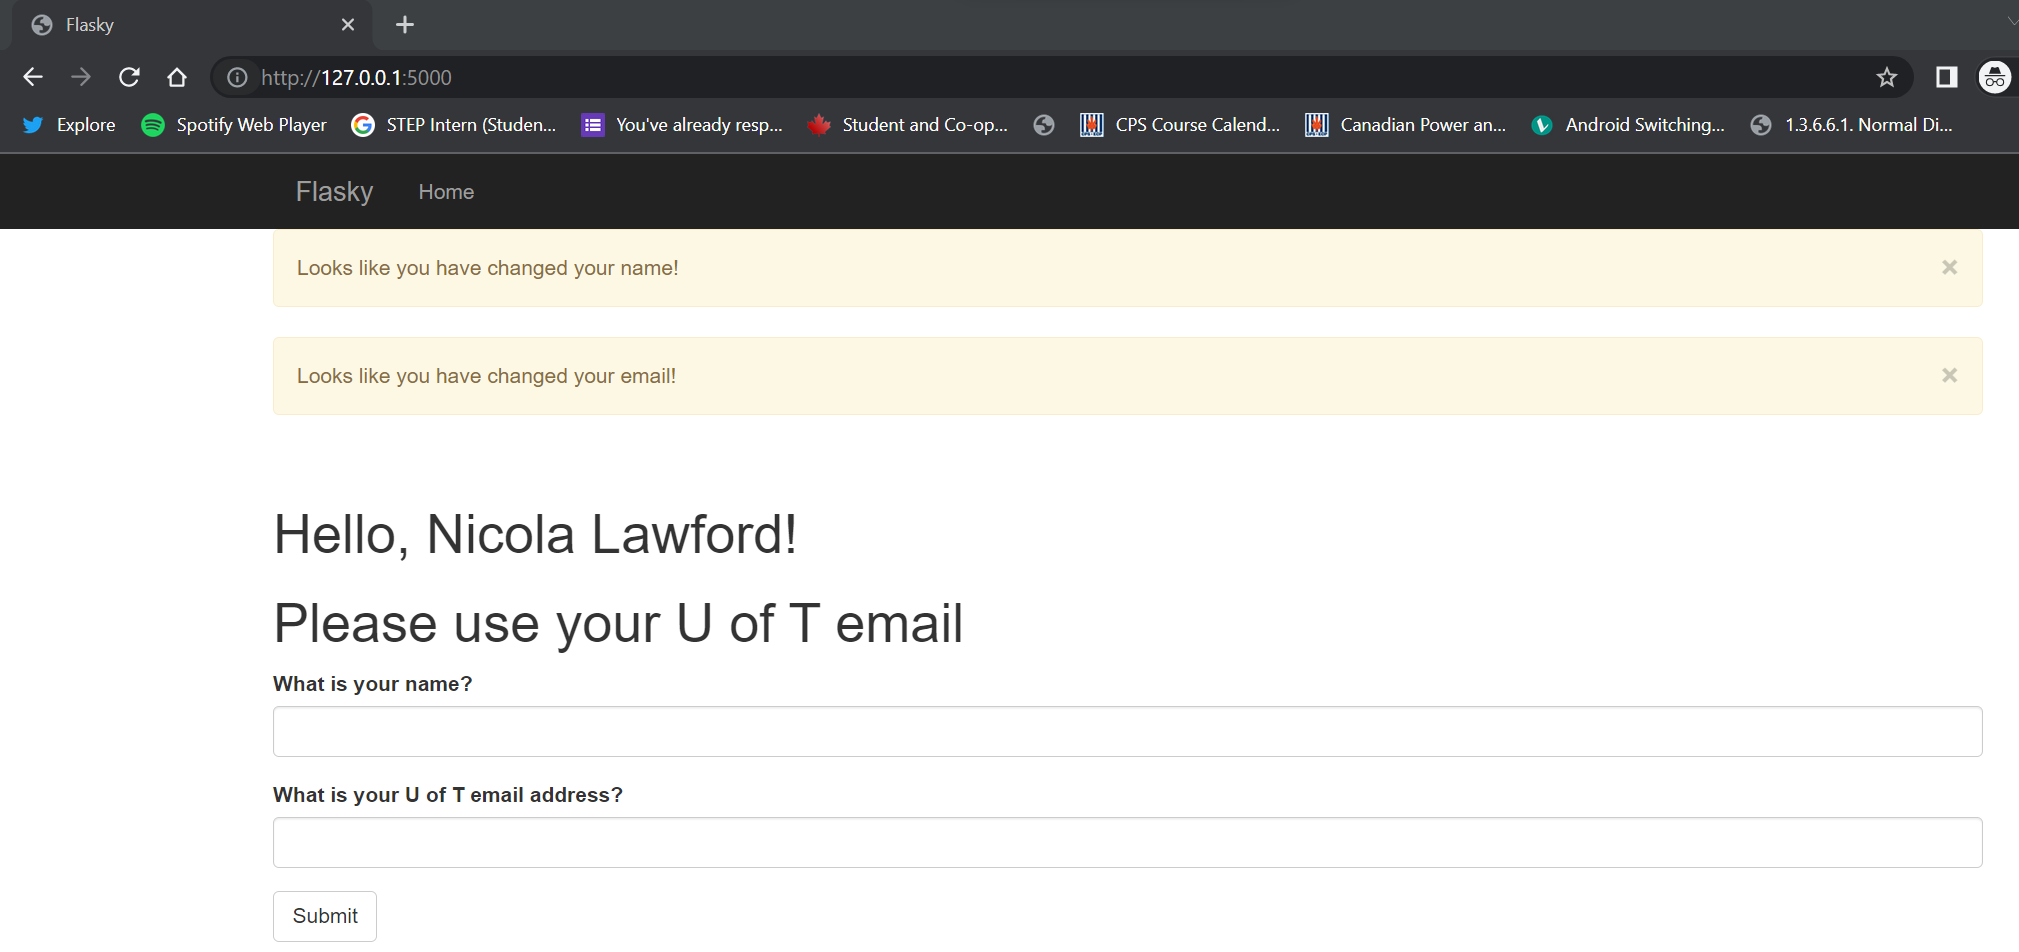 Flasky
http://127.0.0.1:5000
Explore Spotify Web Player STEP Intern (Studen... You've already resp... Student and Co-op... CPS Course Calend... Canadian Power an... Android Switching... 1.3.6.6.1. Normal Di...
Flasky Home
Looks like you have changed your name! ×
Looks like you have changed your email! ×
Hello, Nicola Lawford!
Please use your U of T email
What is your name?
What is your U of T email address?
Submit